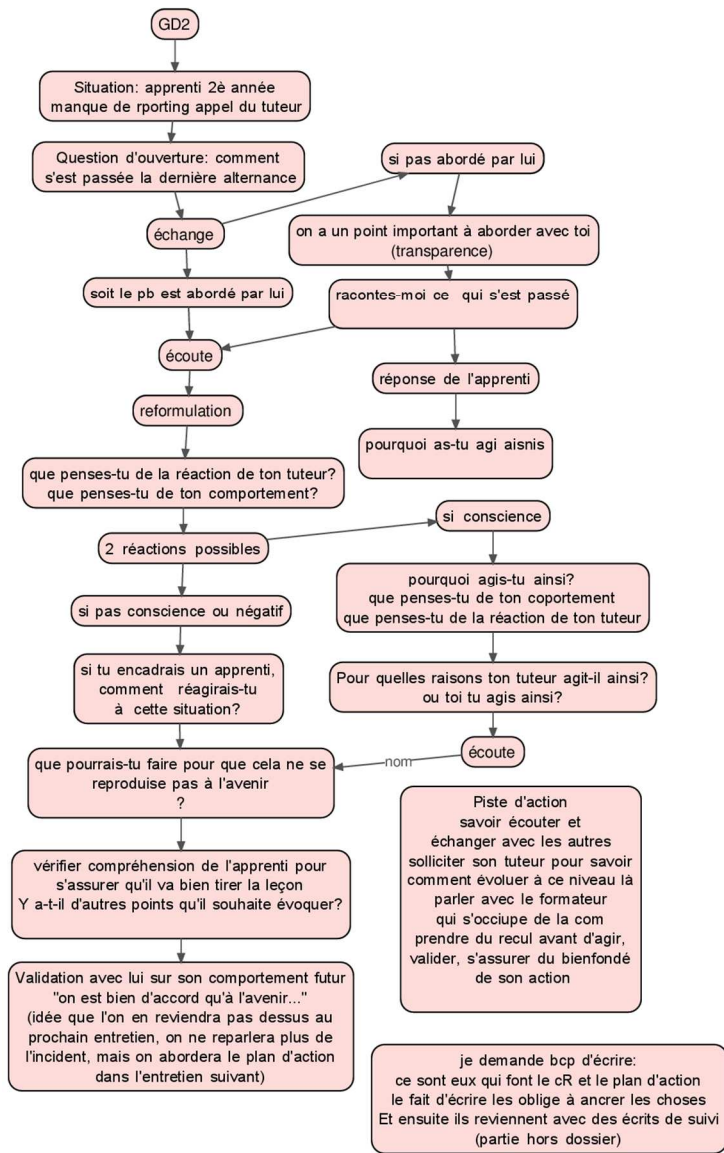 GD2
Situation: apprenti 2è année
manque de rporting appel du tuteur
Question d'ouverture: comment
s'est passée la dernière alternance
si pas abordé par lui
échange
on a un point important à aborder avec toi
(transparence)
soit le pb est abordé par lui
racontes-moi ce qui s'est passé
écoute
réponse de l'apprenti
reformulation
pourquoi as-tu agi aisnis
que penses-tu de la réaction de ton tuteur?
que penses-tu de ton comportement?
si conscience
2 réactions possibles
pourquoi agis-tu ainsi?
que penses-tu de ton coportement
que penses-tu de la réaction de ton tuteur
si pas conscience ou négatif
si tu encadrais un apprenti,
comment réagirais-tu
à cette situation?
Pour quelles raisons ton tuteur agit-il ainsi?
ou toi tu agis ainsi?
écoute
nom
que pourrais-tu faire pour que cela ne se
reproduise pas à l'avenir
?
Piste d'action
savoir écouter et
échanger avec les autres
solliciter son tuteur pour savoir
comment évoluer à ce niveau là
parler avec le formateur
qui s'occiupe de la com
prendre du recul avant d'agir,
valider, s'assurer du bienfondé
de son action
vérifier compréhension de l'apprenti pour
s'assurer qu'il va bien tirer la leçon
Y a-t-il d'autres points qu'il souhaite évoquer?
Validation avec lui sur son comportement futur
"on est bien d'accord qu'à l'avenir..."
(idée que l'on en reviendra pas dessus au
prochain entretien, on ne reparlera plus de
l'incident, mais on abordera le plan d'action
dans l'entretien suivant)
je demande bcp d'écrire:
ce sont eux qui font le cR et le plan d'action
le fait d'écrire les oblige à ancrer les choses
Et ensuite ils reviennent avec des écrits de suivi
(partie hors dossier)